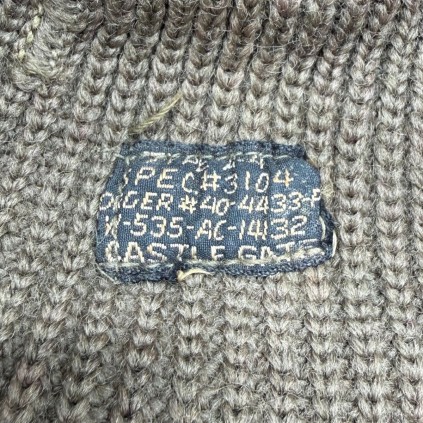 SPEC #3104
ORDER #40-4433-P
W-535-AC-14132
CASTLE GATE